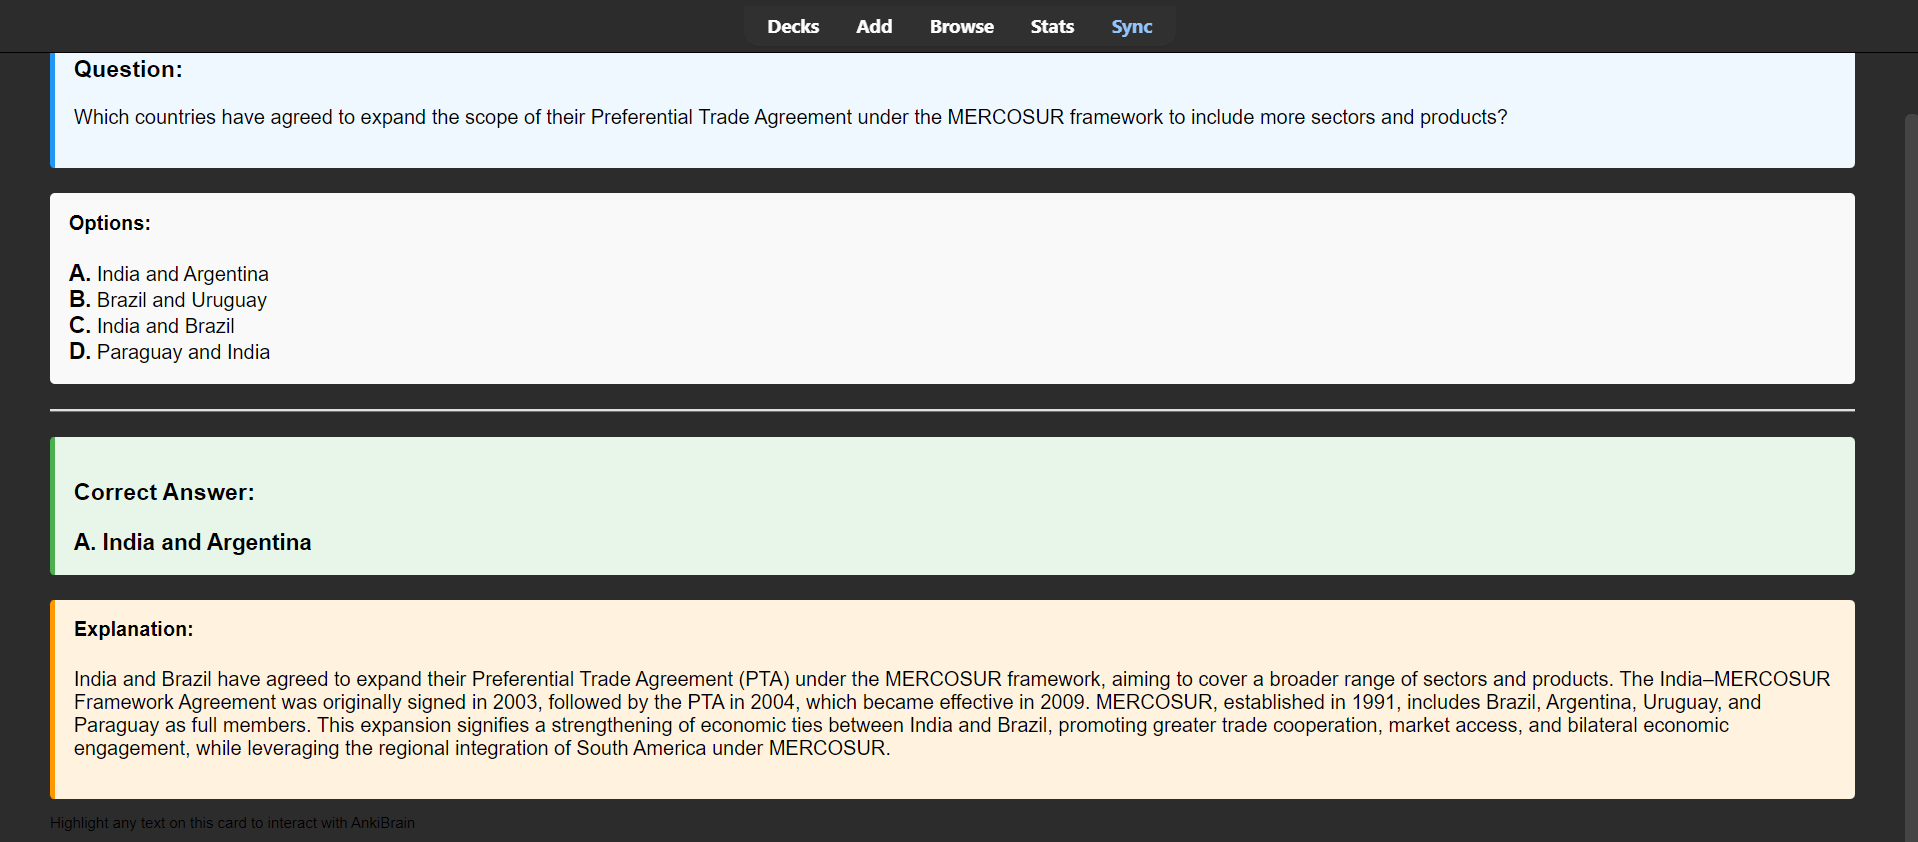 Decks Add Browse Stats Sync
Question:
Which countries have agreed to expand the scope of their Preferential Trade Agreement under the MERCOSUR framework to include more sectors and products?
Options:
A. India and Argentina
B. Brazil and Uruguay
C. India and Brazil
D. Paraguay and India
Correct Answer:
A. India and Argentina
Explanation:
India and Brazil have agreed to expand their Preferential Trade Agreement (PTA) under the MERCOSUR framework, aiming to cover a broader range of sectors and products. The India–MERCOSUR
Framework Agreement was originally signed in 2003, followed by the PTA in 2004, which became effective in 2009. MERCOSUR, established in 1991, includes Brazil, Argentina, Uruguay, and
Paraguay as full members. This expansion signifies a strengthening of economic ties between India and Brazil, promoting greater trade cooperation, market access, and bilateral economic
engagement, while leveraging the regional integration of South America under MERCOSUR.
Highlight any text on this card to interact with AnkiBrain